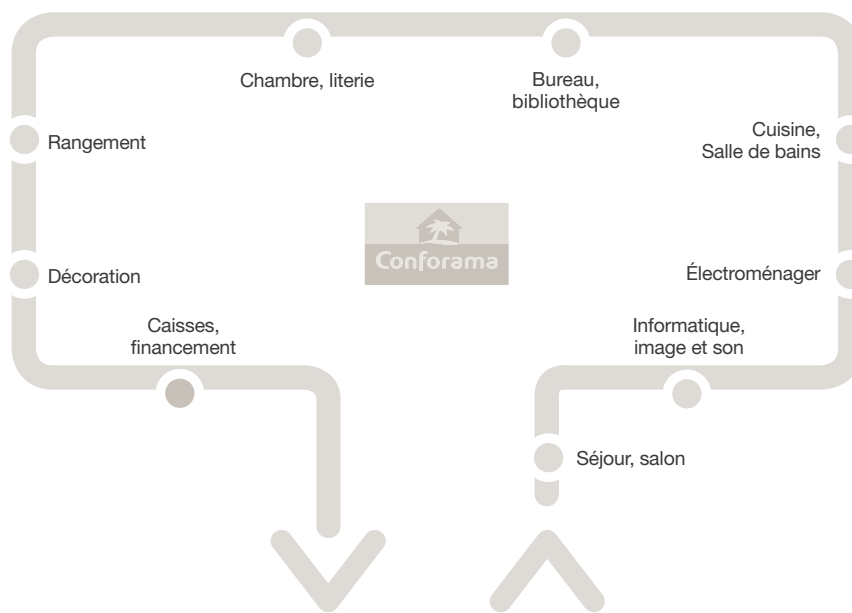 Chambre, literie
Bureau,
bibliothèque
Rangement
Cuisine,
Salle de bains
Conforama
Décoration
Électroménager
Caisses,
financement
Informatique,
image et son
Séjour, salon